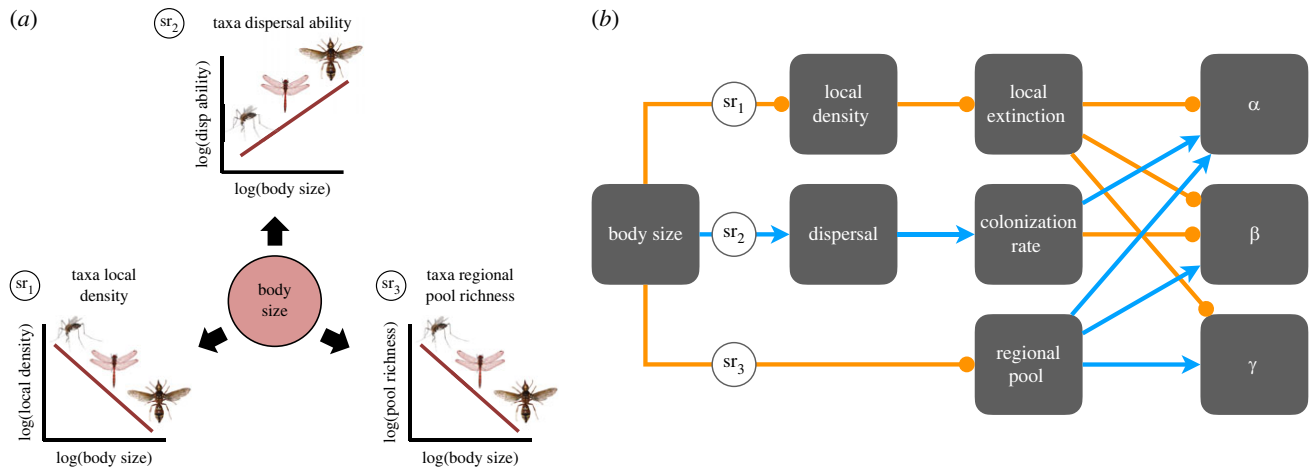 (a)
sr2
taxa dispersal ability
log(disp ability)
log(body size)
sr1
taxa local
density
log(local density)
log(body size)
body
size
sr3
taxa regional
pool richness
log(pool richness)
log(body size)
(b)
body size
sr1
local
density
local
extinction
α
sr2
dispersal
colonization
rate
β
sr3
regional
pool
γ